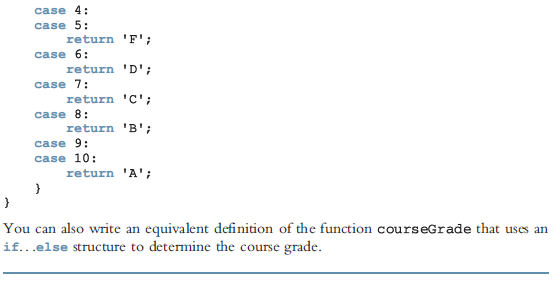 case 4:
case 5:
return 'F';
case 6:
return 'D';
case 7:
return 'C';
case 8:
return 'B';
case 9:
case 10:
return 'A';
}
}
You can also write an equivalent definition of the function courseGrade that uses an
if...else structure to determine the course grade.